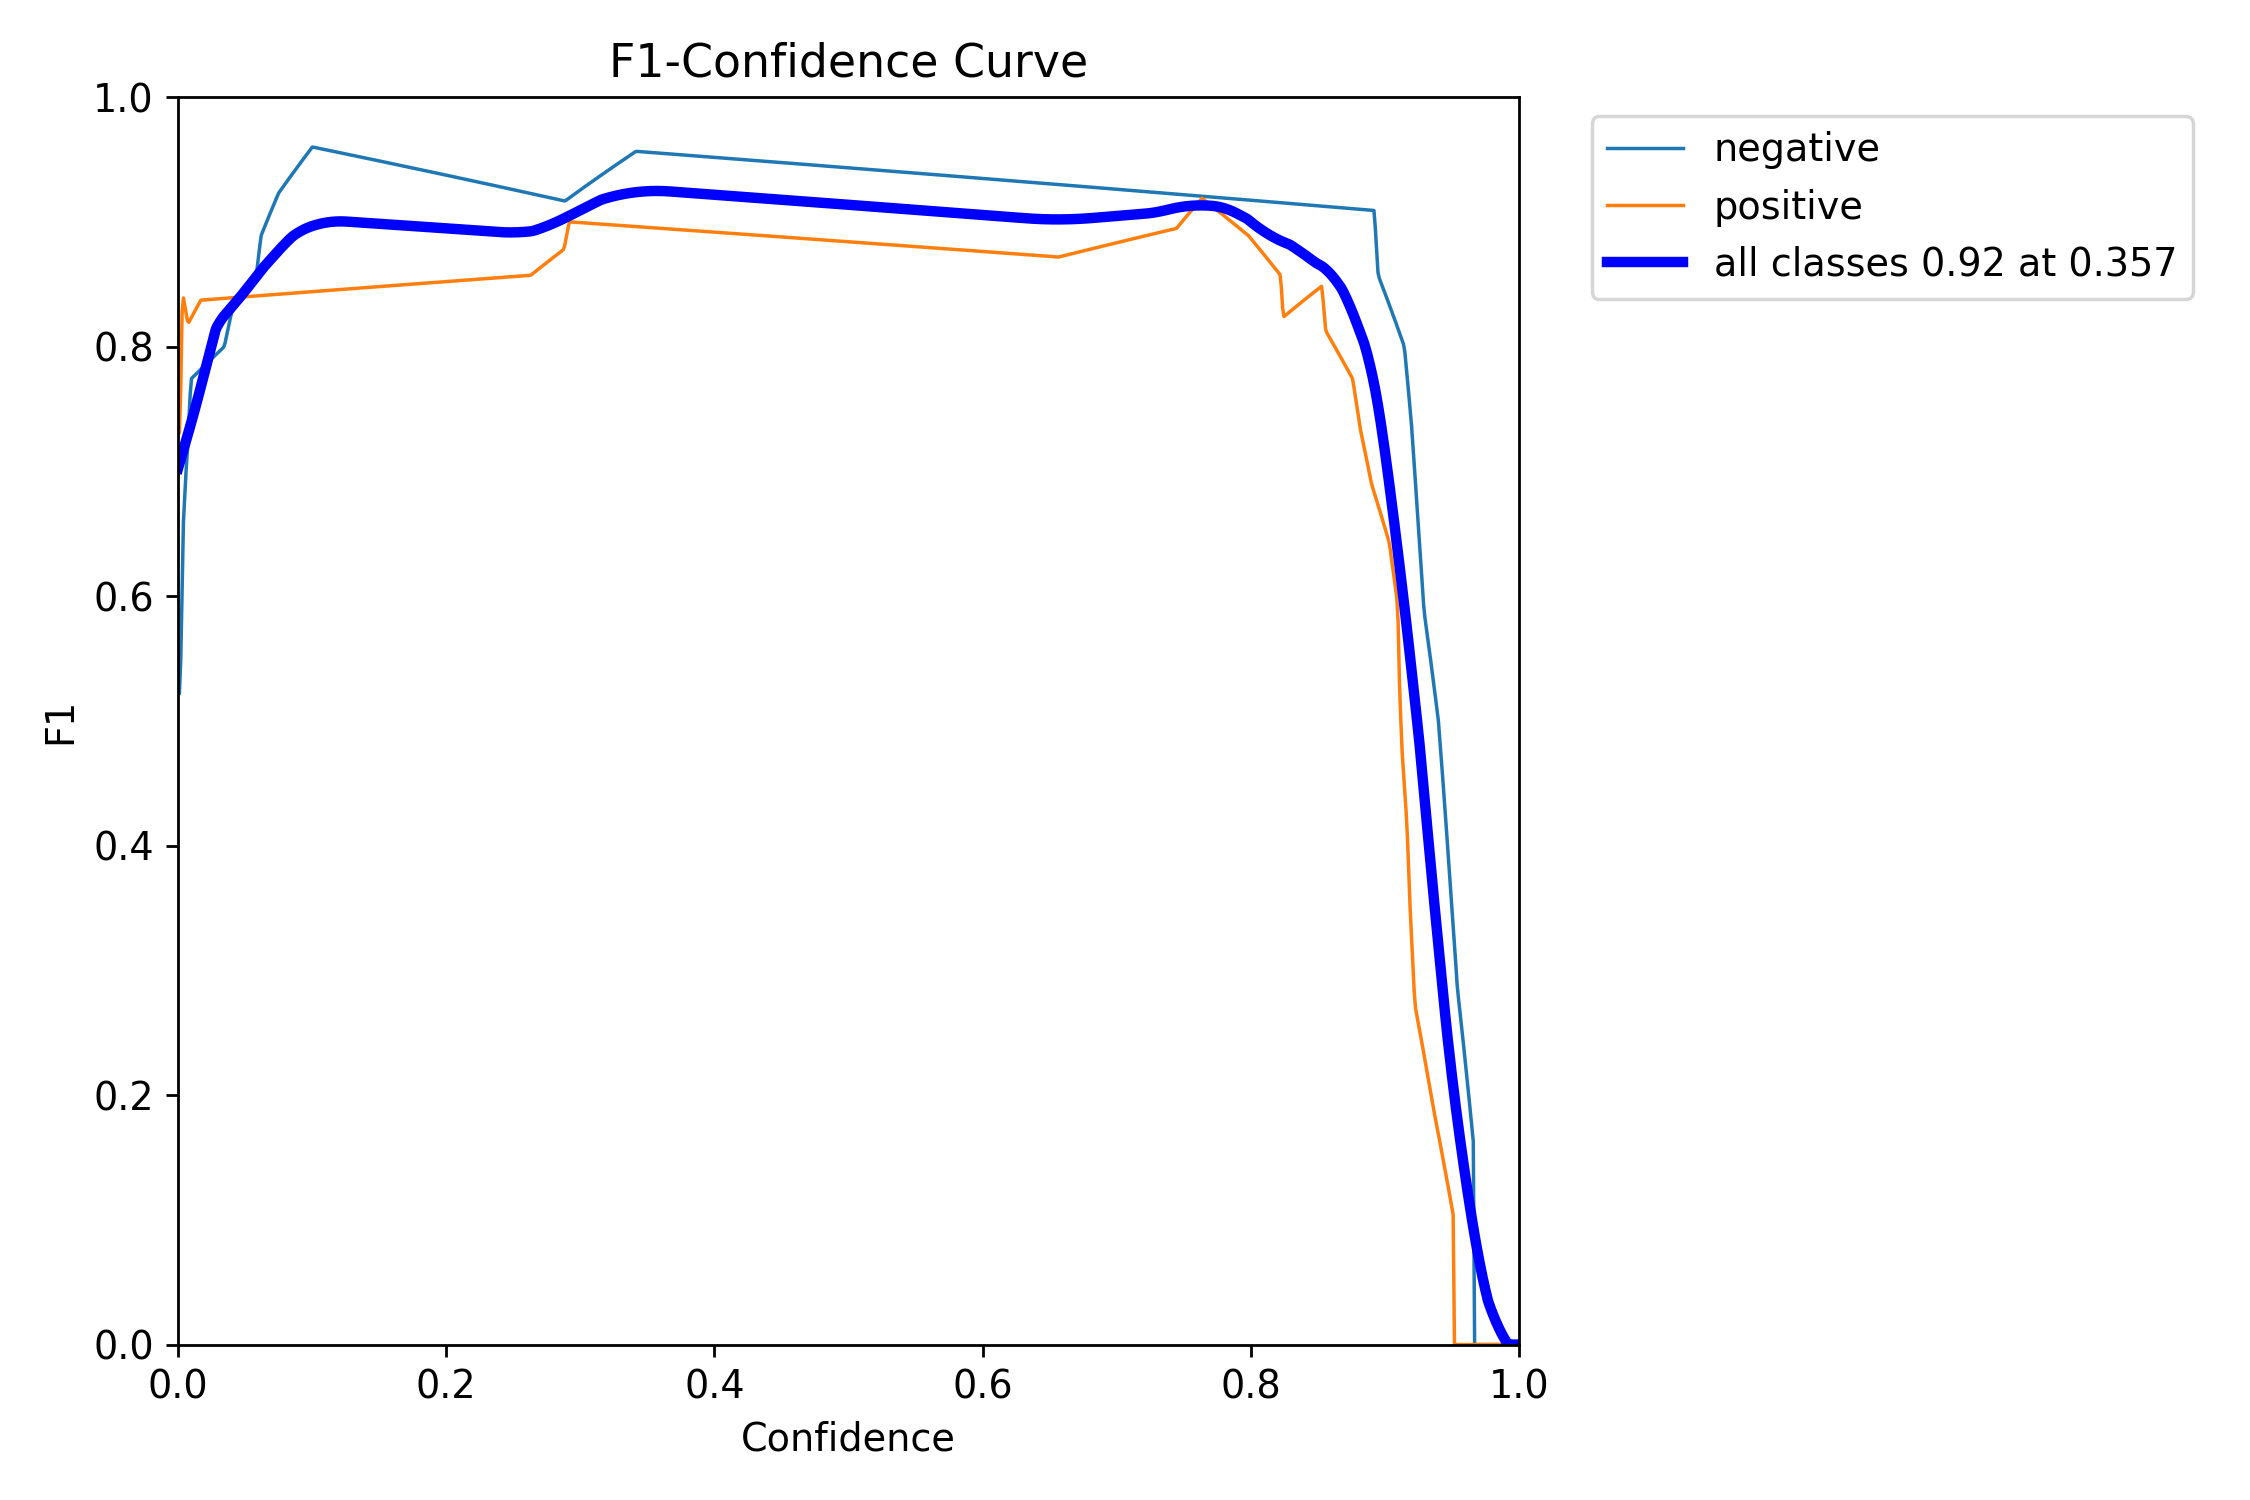 F1-Confidence Curve
1.0
0.8
0.6
0.4
0.2
0.0
F1
0.0 0.2 0.4 0.6 0.8 1.0
Confidence
negative
positive
all classes 0.92 at 0.357